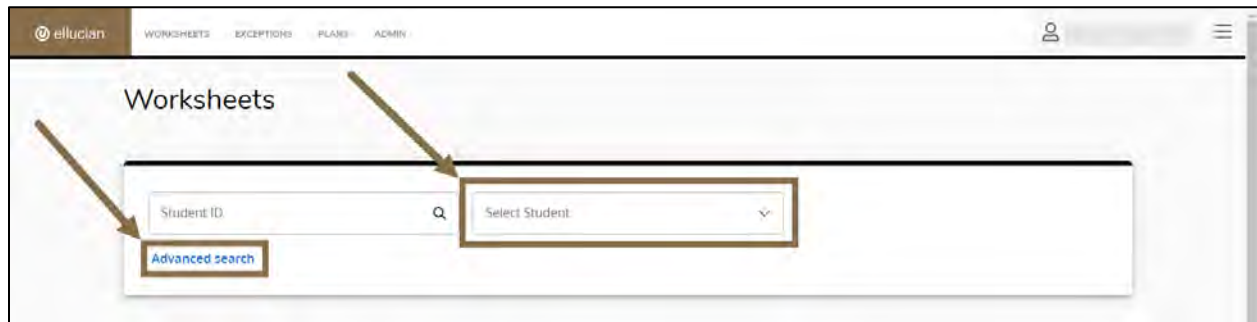 ellucian WORKSHEETS EXCEPTIONS PLANS ADMIN
Worksheets
Student ID Select Student
Advanced search